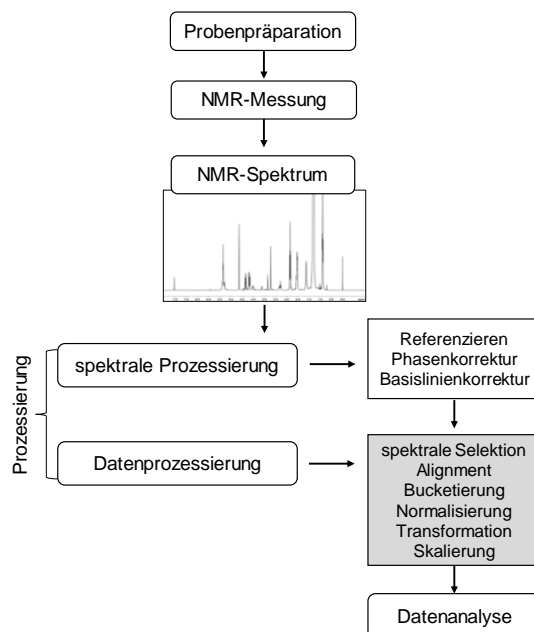 Probenpräparation
NMR-Messung
NMR-Spektrum
Prozessierung
spektrale Prozessierung
Referenzieren
Phasenkorrektur
Basislinienkorrektur
Datenprozessierung
spektrale Selektion
Alignment
Bucketierung
Normalisierung
Transformation
Skalierung
Datenanalyse